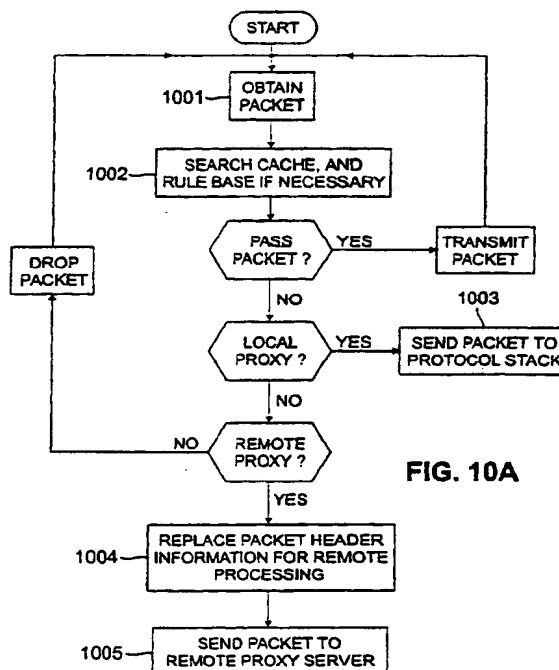 START
1001
OBTAIN
PACKET
1002
SEARCH CACHE, AND
RULE BASE IF NECESSARY
PASS
PACKET ?
YES
TRANSMIT
PACKET
DROP
PACKET
NO
1003
LOCAL
PROXY ?
YES
SEND PACKET TO
PROTOCOL STACK
NO
NO
REMOTE
PROXY ?
FIG. 10A
YES
1004
REPLACE PACKET HEADER
INFORMATION FOR REMOTE
PROCESSING
1005
SEND PACKET TO
REMOTE PROXY SERVER